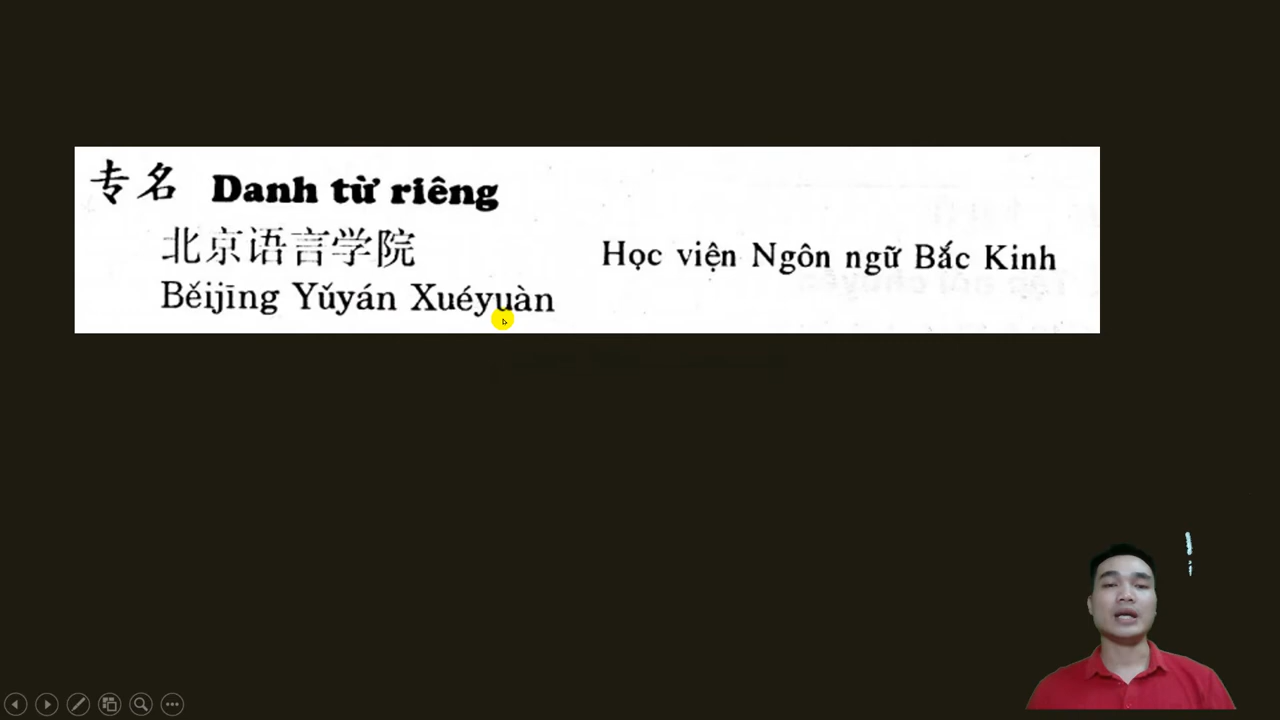 专名 Danh từ riêng
北京语言学院 Học viện Ngôn ngữ Bắc Kinh
Běijīng Yǔyán Xuéyuàn